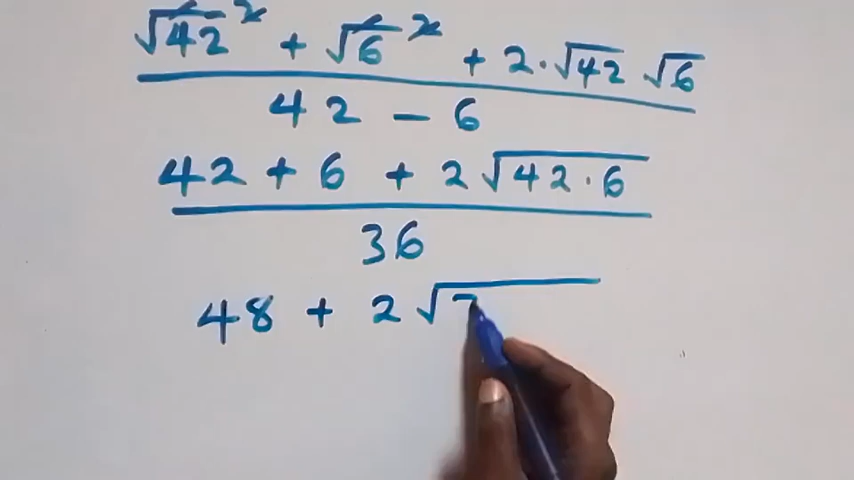 √42² + √6² + 2·√42 √6
42 - 6
42 + 6 + 2√42·6
36
48 + 2√